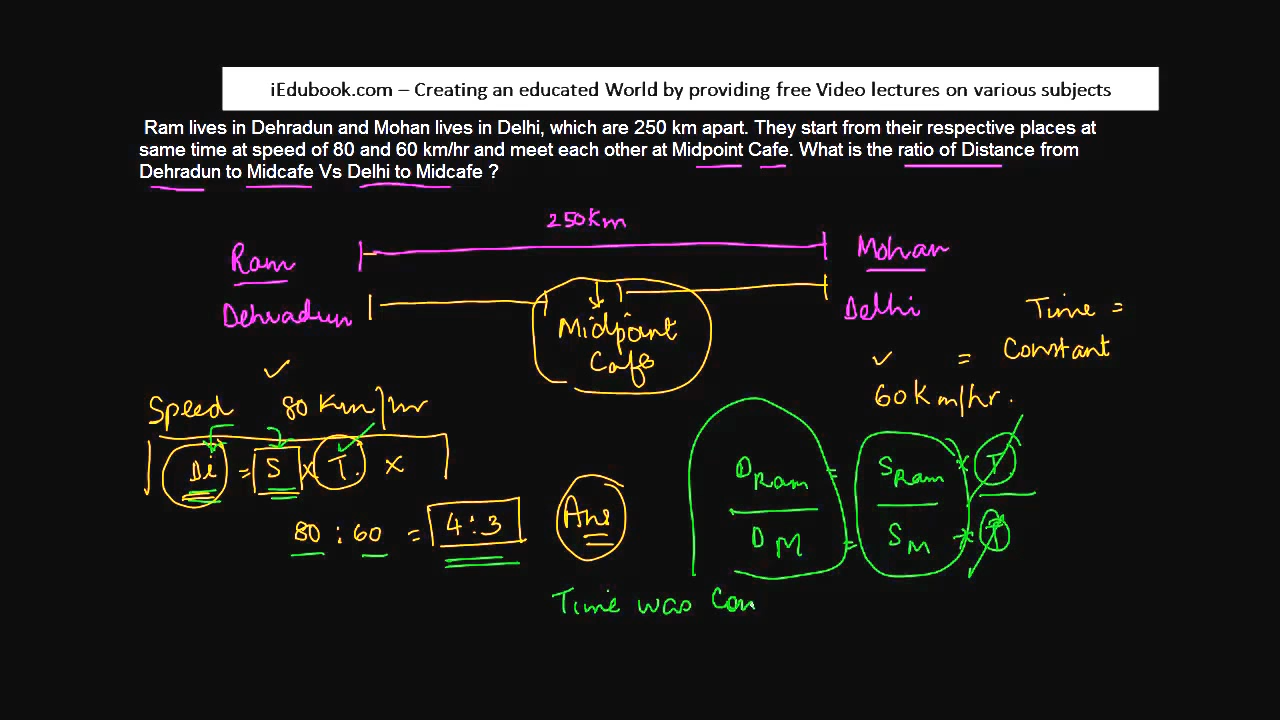 iEdubook.com – Creating an educated World by providing free Video lectures on various subjects
Ram lives in Dehradun and Mohan lives in Delhi, which are 250 km apart. They start from their respective places at
same time at speed of 80 and 60 km/hr and meet each other at Midpoint Cafe. What is the ratio of Distance from
Dehradun to Midcafe Vs Delhi to Midcafe ?
250Km
Ram Mohan
Dehradun Delhi
Midpoint
Cafe
Time =
= Constant
Speed 80 Km/hr 60Km/hr.
Di = S × T. ×
80 : 60 = 4:3 Ans
D Ram = S Ram × T
D M = S M × T
Time was Con